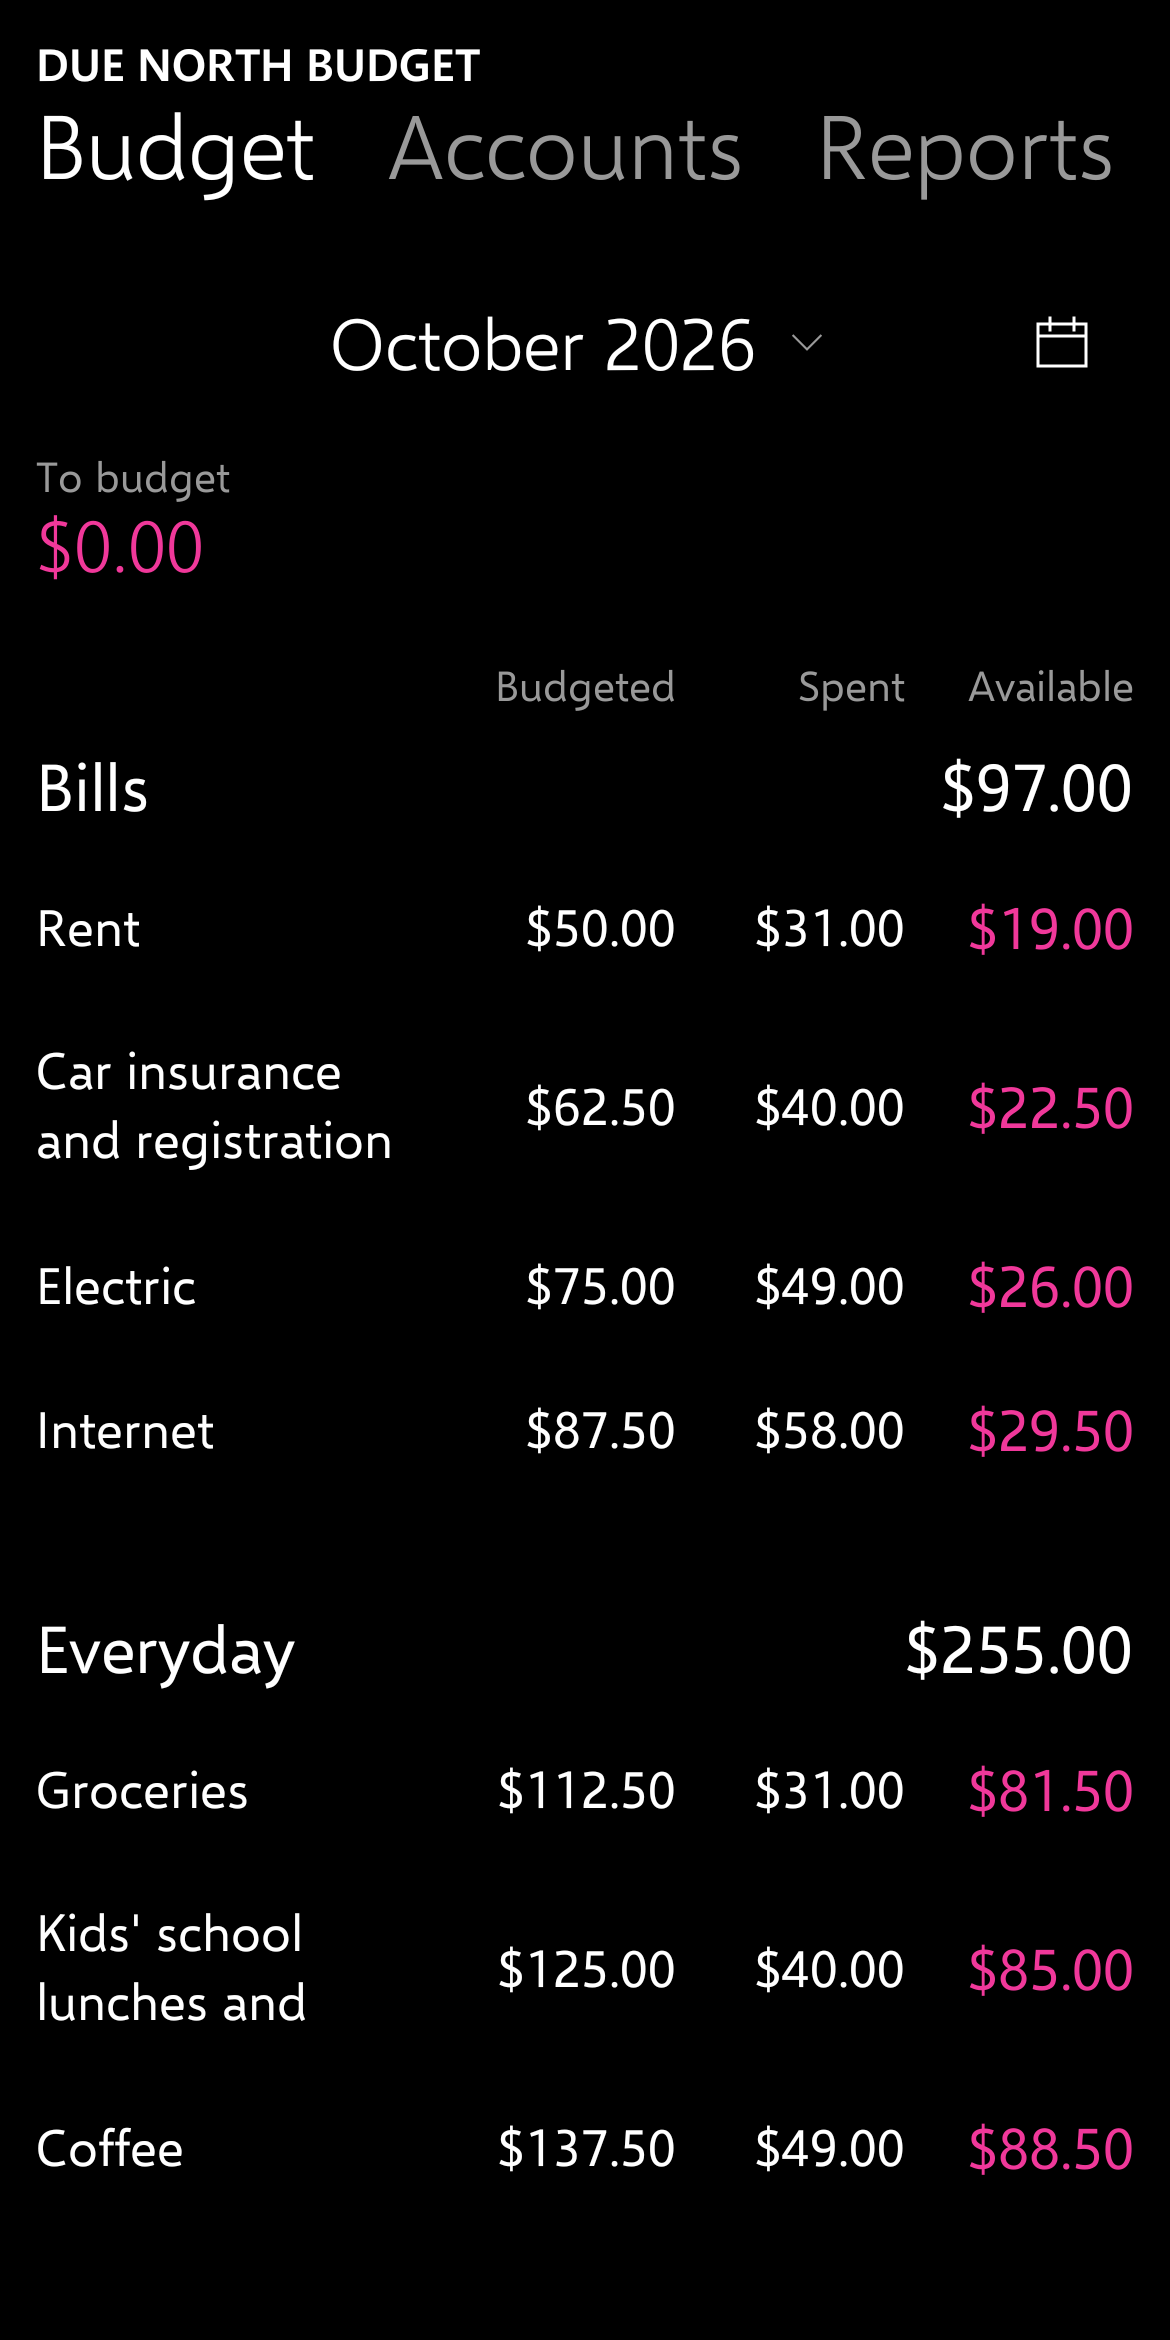 DUE NORTH BUDGET
Budget Accounts Reports
October 2026
To budget
$0.00
Budgeted Spent Available
Bills $97.00
Rent $50.00 $31.00 $19.00
Car insurance
and registration $62.50 $40.00 $22.50
Electric $75.00 $49.00 $26.00
Internet $87.50 $58.00 $29.50
Everyday $255.00
Groceries $112.50 $31.00 $81.50
Kids' school
lunches and $125.00 $40.00 $85.00
Coffee $137.50 $49.00 $88.50